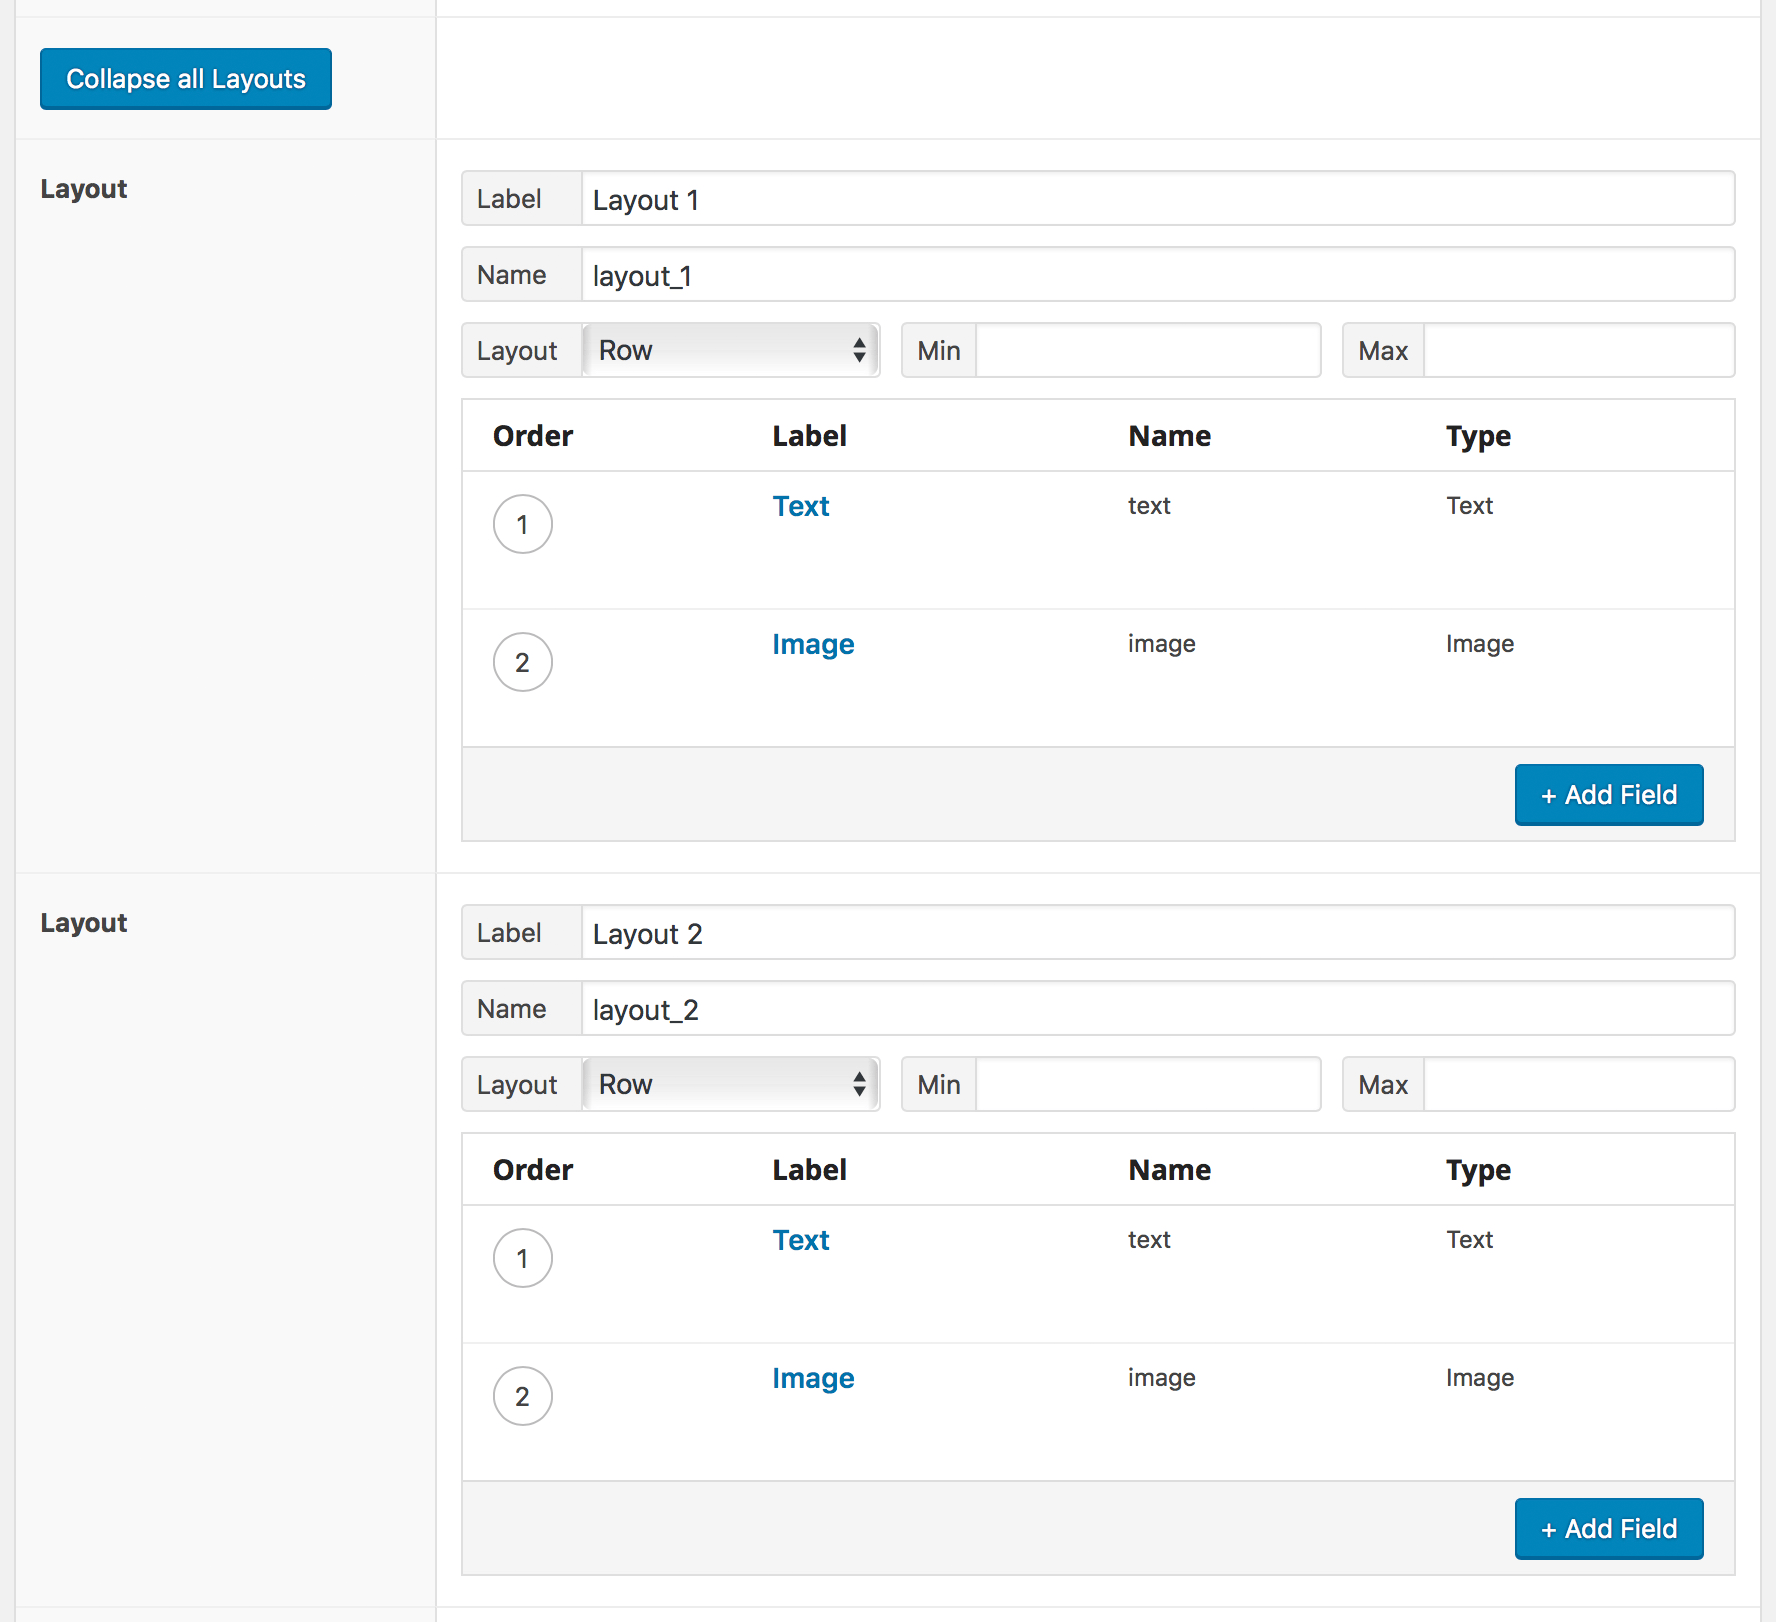 Collapse all Layouts
Layout
Label Layout 1
Name layout_1
Layout Row Min Max
Order Label Name Type
1 Text text Text
2 Image image Image
+ Add Field
Layout
Label Layout 2
Name layout_2
Layout Row Min Max
Order Label Name Type
1 Text text Text
2 Image image Image
+ Add Field